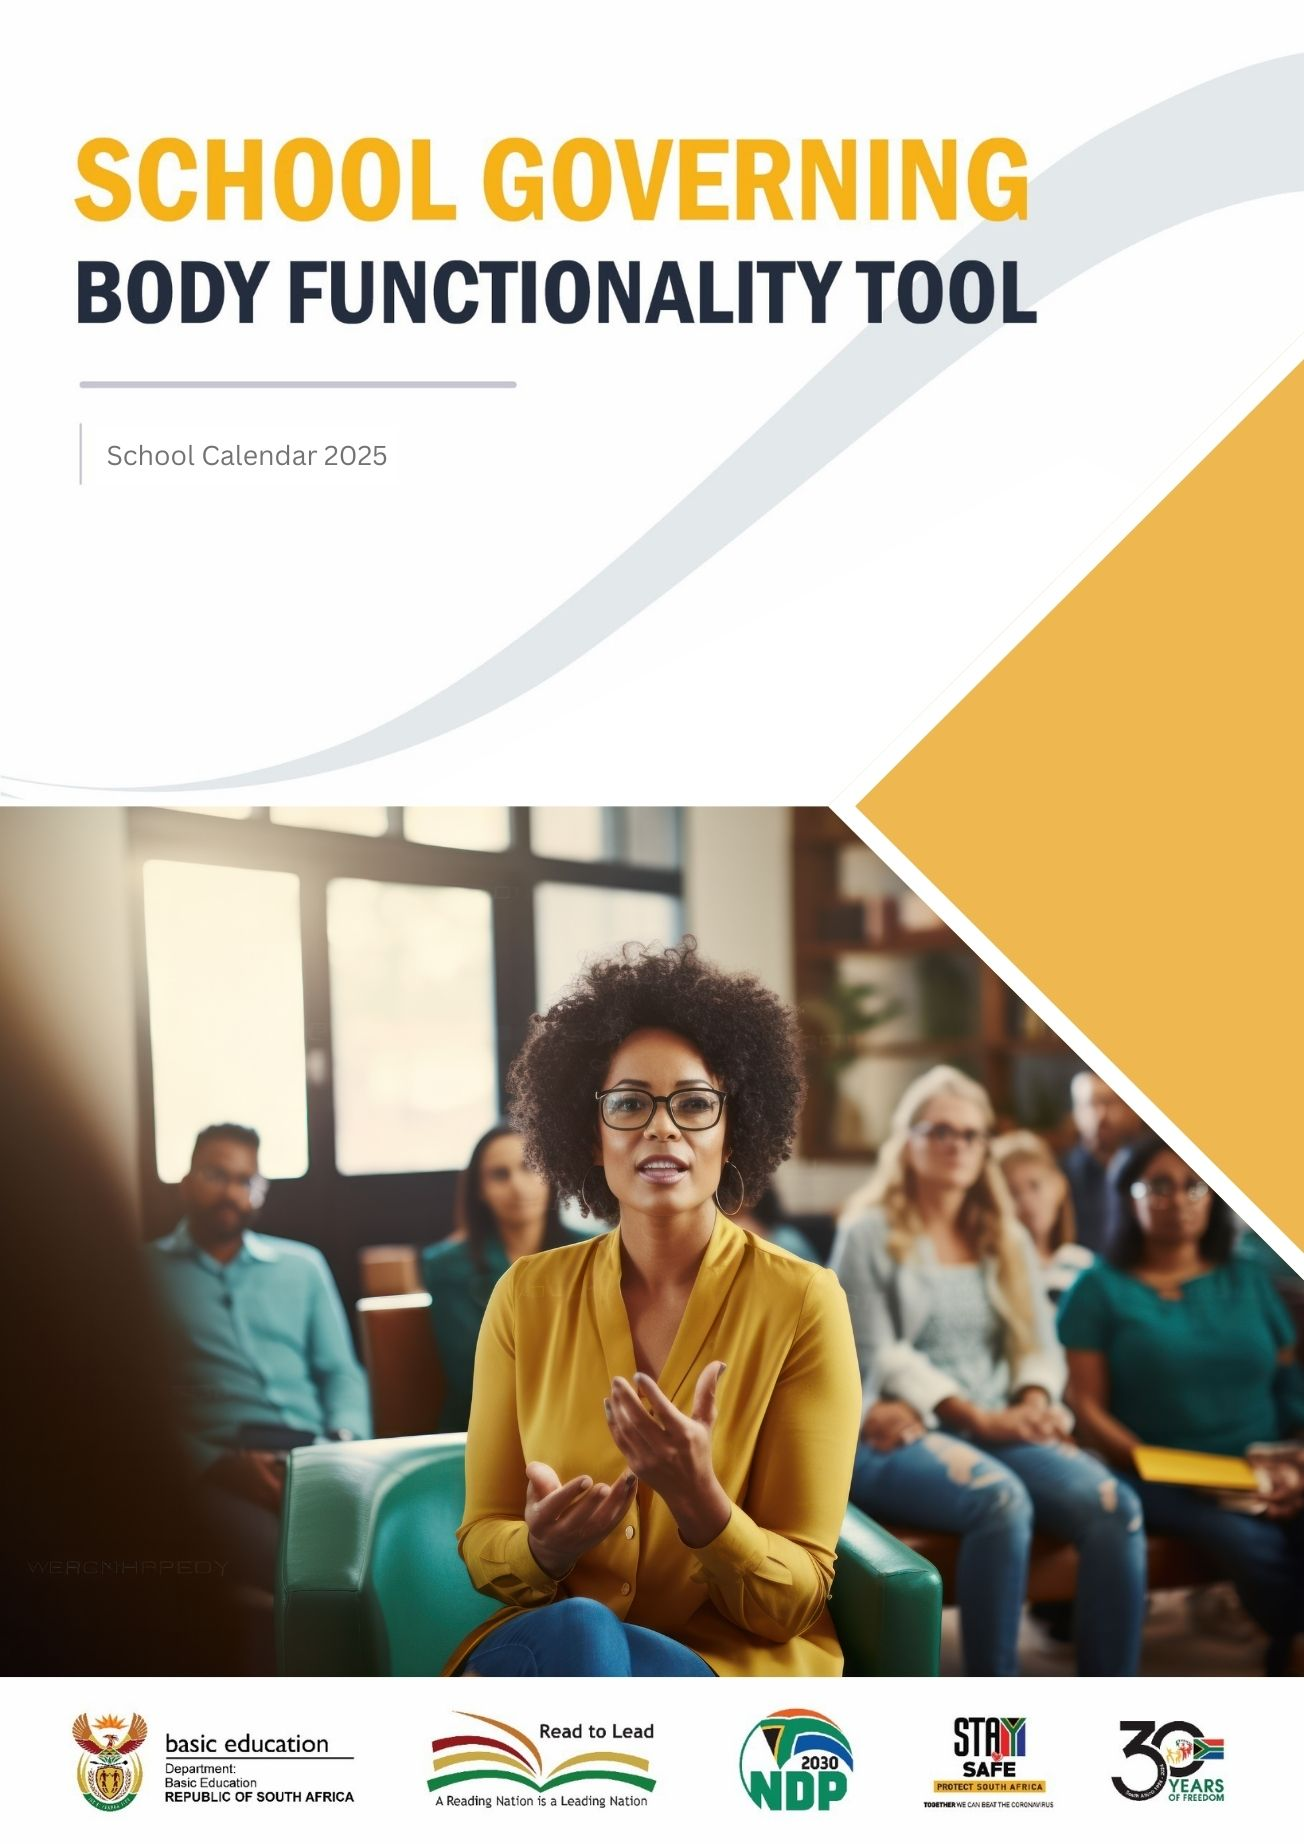 SCHOOL GOVERNING
BODY FUNCTIONALITY TOOL
School Calendar 2025
basic education
Department:
Basic Education
REPUBLIC OF SOUTH AFRICA
Read to Lead
A Reading Nation is a Leading Nation
2030
NDP
STAY
SAFE
PROTECT SOUTH AFRICA
TOGETHER WE CAN BEAT THE CORONAVIRUS
30
YEARS
OF FREEDOM